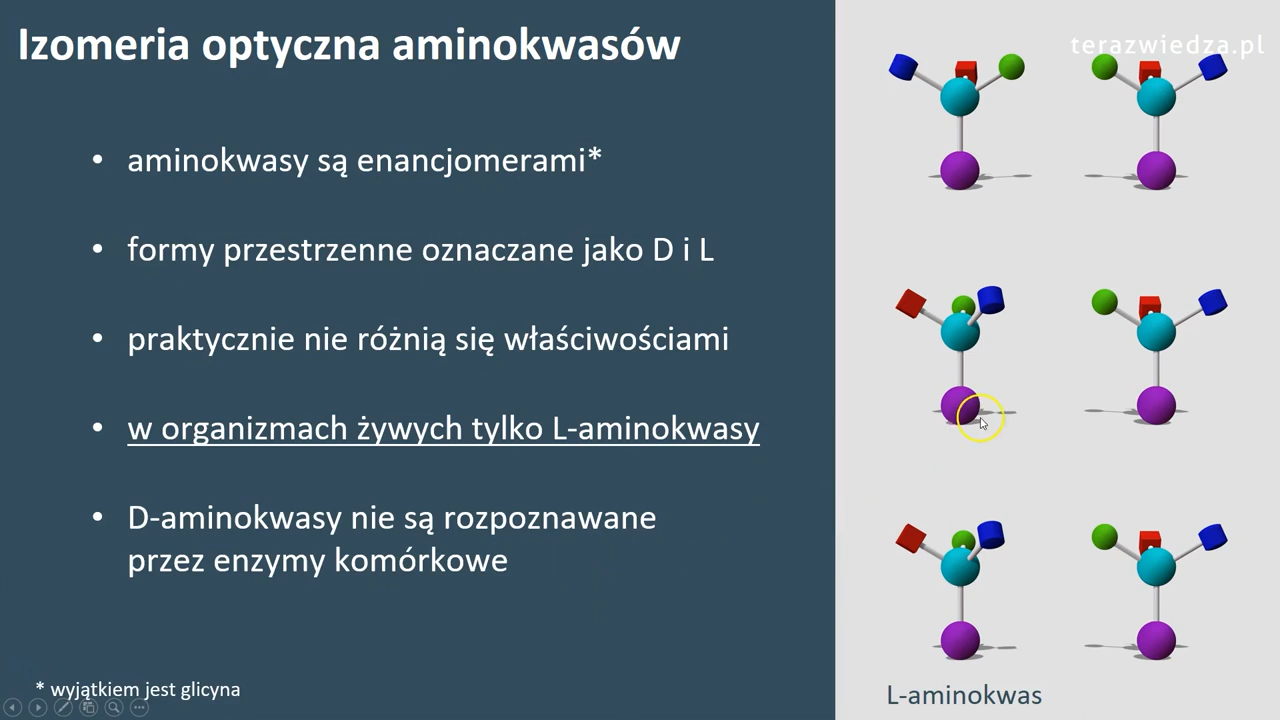 Izomeria optyczna aminokwasów
terazwiedza.pl
• aminokwasy są enancjomerami*
• formy przestrzenne oznaczane jako D i L
• praktycznie nie różnią się właściwościami
• w organizmach żywych tylko L-aminokwasy
• D-aminokwasy nie są rozpoznawane
przez enzymy komórkowe
* wyjątkiem jest glicyna
L-aminokwas